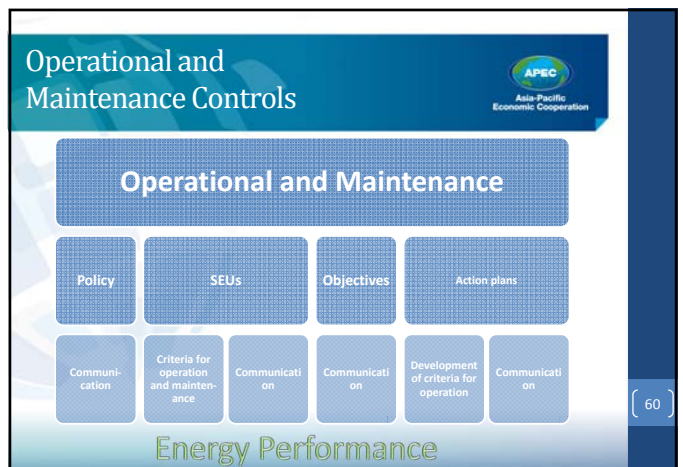 Operational and
Maintenance Controls
APEC
Asia-Pacific
Economic Cooperation
Operational and Maintenance
Policy
SEUs
Objectives
Action plans
Communi-
cation
Criteria for
operation
and mainten-
ance
Communicati
on
Communicati
on
Development
of criteria for
operation
Communicati
on
60
Energy Performance